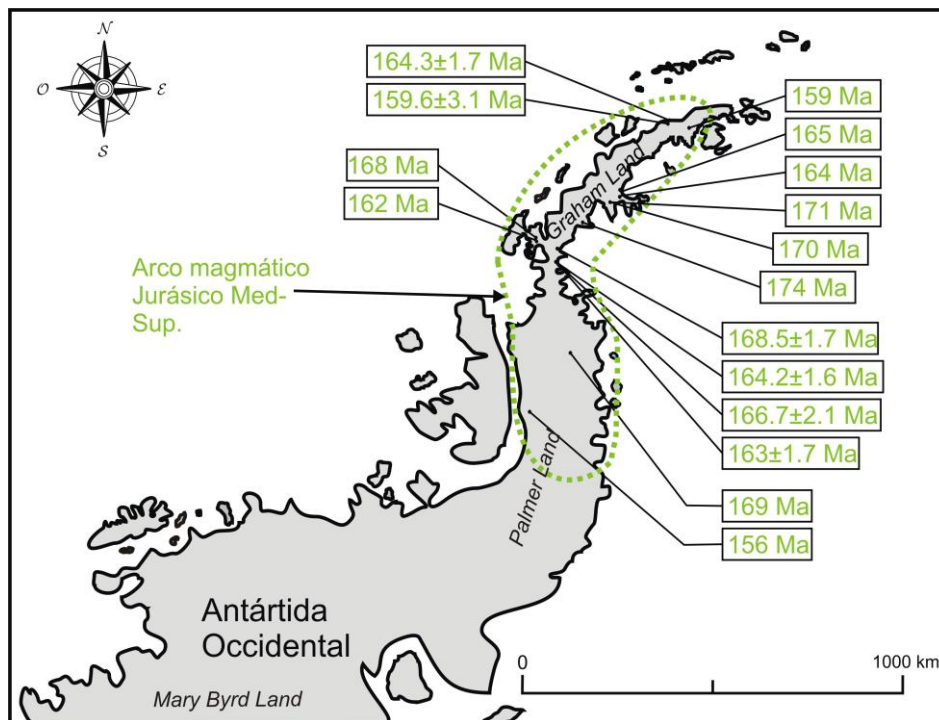 N
O
E
S
164.3±1.7 Ma
159.6±3.1 Ma
159 Ma
165 Ma
164 Ma
171 Ma
170 Ma
174 Ma
168 Ma
162 Ma
Graham Land
Arco magmático
Jurásico Med-
Sup.
168.5±1.7 Ma
164.2±1.6 Ma
166.7±2.1 Ma
163±1.7 Ma
169 Ma
156 Ma
Palmer Land
Antártida
Occidental
Mary Byrd Land
0
1000 km